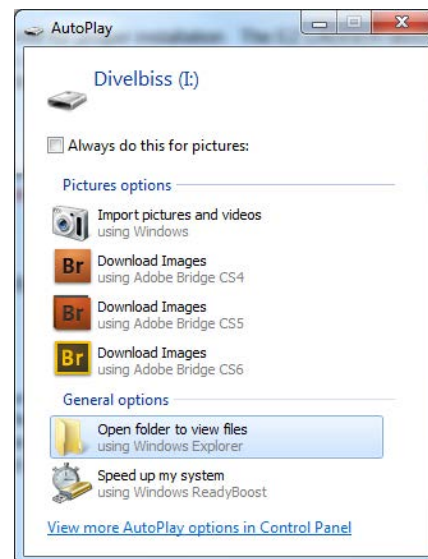 AutoPlay
Divelbiss (I:)
Always do this for pictures:
Pictures options
Import pictures and videos
using Windows
Br Download Images
using Adobe Bridge CS4
Br Download Images
using Adobe Bridge CS5
Br Download Images
using Adobe Bridge CS6
General options
Open folder to view files
using Windows Explorer
Speed up my system
using Windows ReadyBoost
View more AutoPlay options in Control Panel